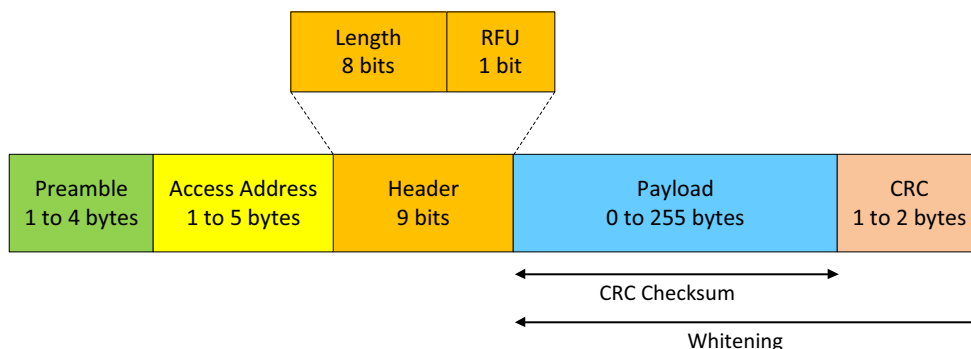 Length
8 bits
RFU
1 bit
Preamble
1 to 4 bytes
Access Address
1 to 5 bytes
Header
9 bits
Payload
0 to 255 bytes
CRC
1 to 2 bytes
CRC Checksum
Whitening